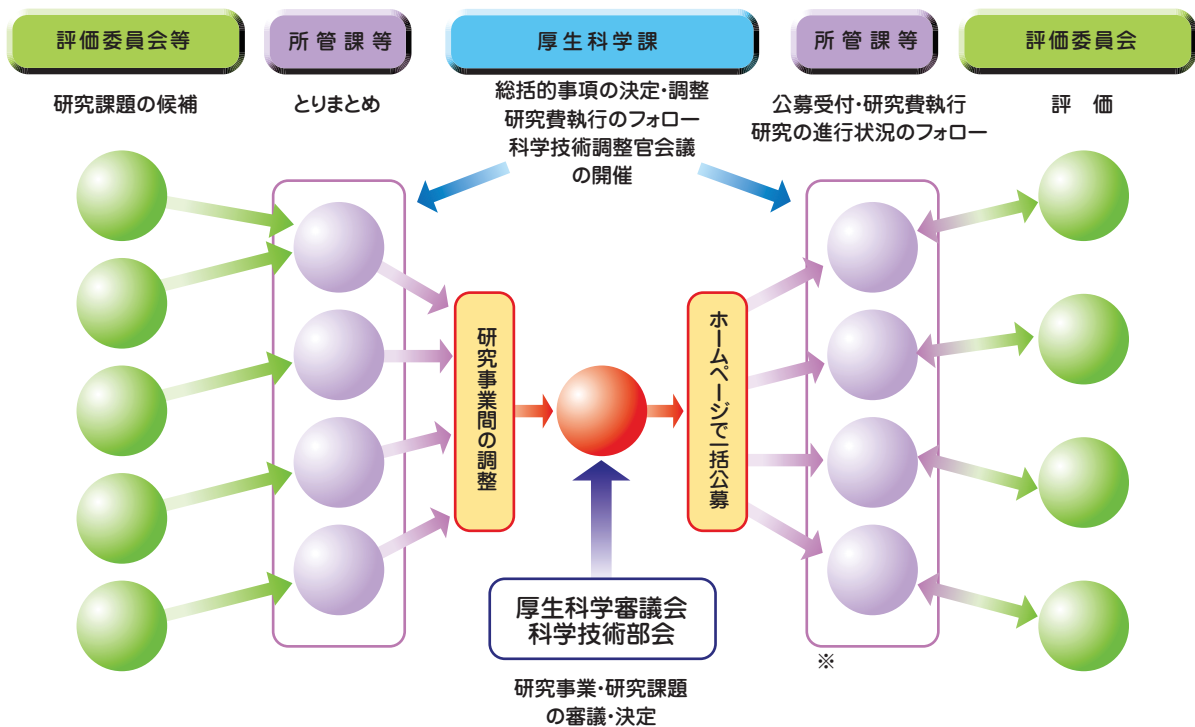 評価委員会等
所管課等
厚生科学課
所管課等
評価委員会
研究課題の候補
とりまとめ
総括的事項の決定・調整
研究費執行のフォロー
科学技術調整官会議
の開催
公募受付・研究費執行
研究の進行状況のフォロー
評 価
研究事業間の調整
ホームページで一括公募
厚生科学審議会
科学技術部会
※
研究事業・研究課題
の審議・決定